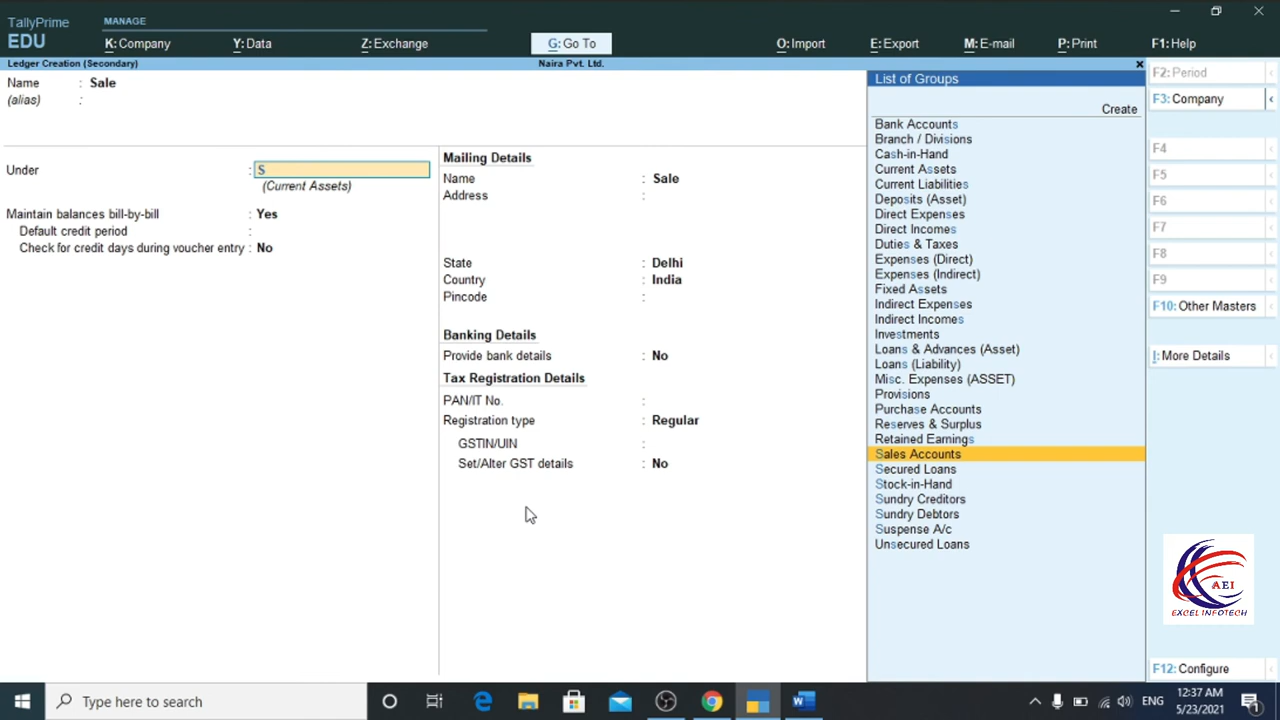 TallyPrime
EDU
MANAGE
K: Company
Y: Data
Z: Exchange
G: Go To
O: Import
E: Export
M: E-mail
P: Print
F1: Help
Ledger Creation (Secondary)
Naira Pvt. Ltd.
Name : Sale
(alias) :
Under : S
(Current Assets)
Maintain balances bill-by-bill : Yes
Default credit period :
Check for credit days during voucher entry : No
Mailing Details
Name : Sale
Address :
State : Delhi
Country : India
Pincode :
Banking Details
Provide bank details : No
Tax Registration Details
PAN/IT No. :
Registration type : Regular
GSTIN/UIN :
Set/Alter GST details : No
List of Groups
Create
Bank Accounts
Branch / Divisions
Cash-in-Hand
Current Assets
Current Liabilities
Deposits (Asset)
Direct Expenses
Direct Incomes
Duties & Taxes
Expenses (Direct)
Expenses (Indirect)
Fixed Assets
Indirect Expenses
Indirect Incomes
Investments
Loans & Advances (Asset)
Loans (Liability)
Misc. Expenses (ASSET)
Provisions
Purchase Accounts
Reserves & Surplus
Retained Earnings
Sales Accounts
Secured Loans
Stock-in-Hand
Sundry Creditors
Sundry Debtors
Suspense A/c
Unsecured Loans
F2: Period
F3: Company
F4
F5
F6
F7
F8
F9
F10: Other Masters
I: More Details
AEI
EXCEL INFOTECH
F12: Configure
Type here to search
ENG
12:37 AM
5/23/2021
1